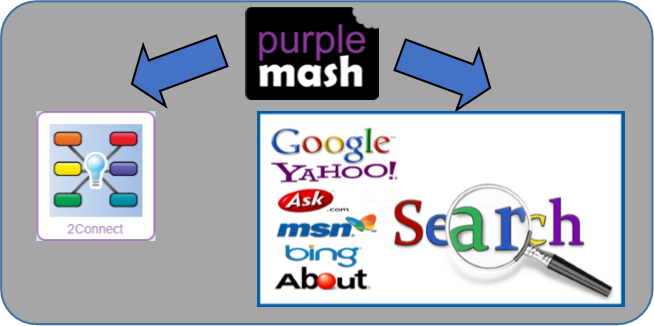 purple
mash
2Connect
Google
YAHOO!
Ask
.com
msn
bing
About
Search